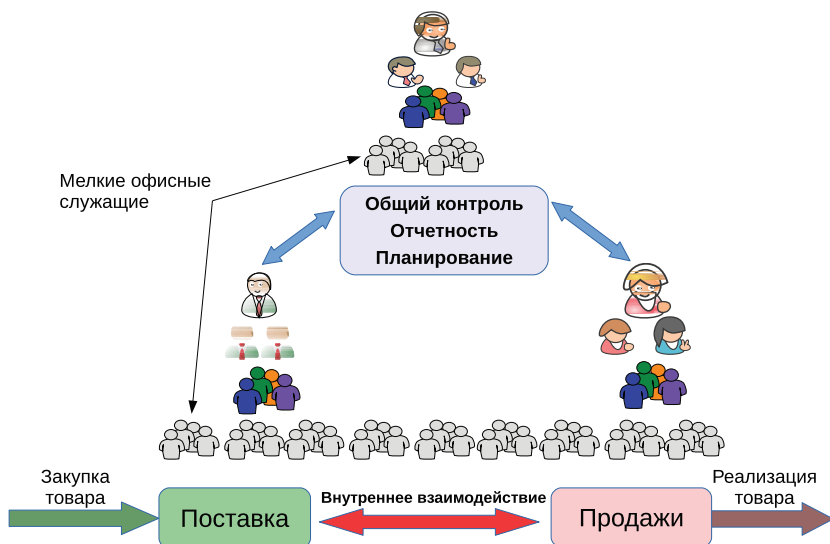 Мелкие офисные
служащие
Общий контроль
Отчетность
Планирование
Закупка
товара
Поставка
Внутреннее взаимодействие
Продажи
Реализация
товара